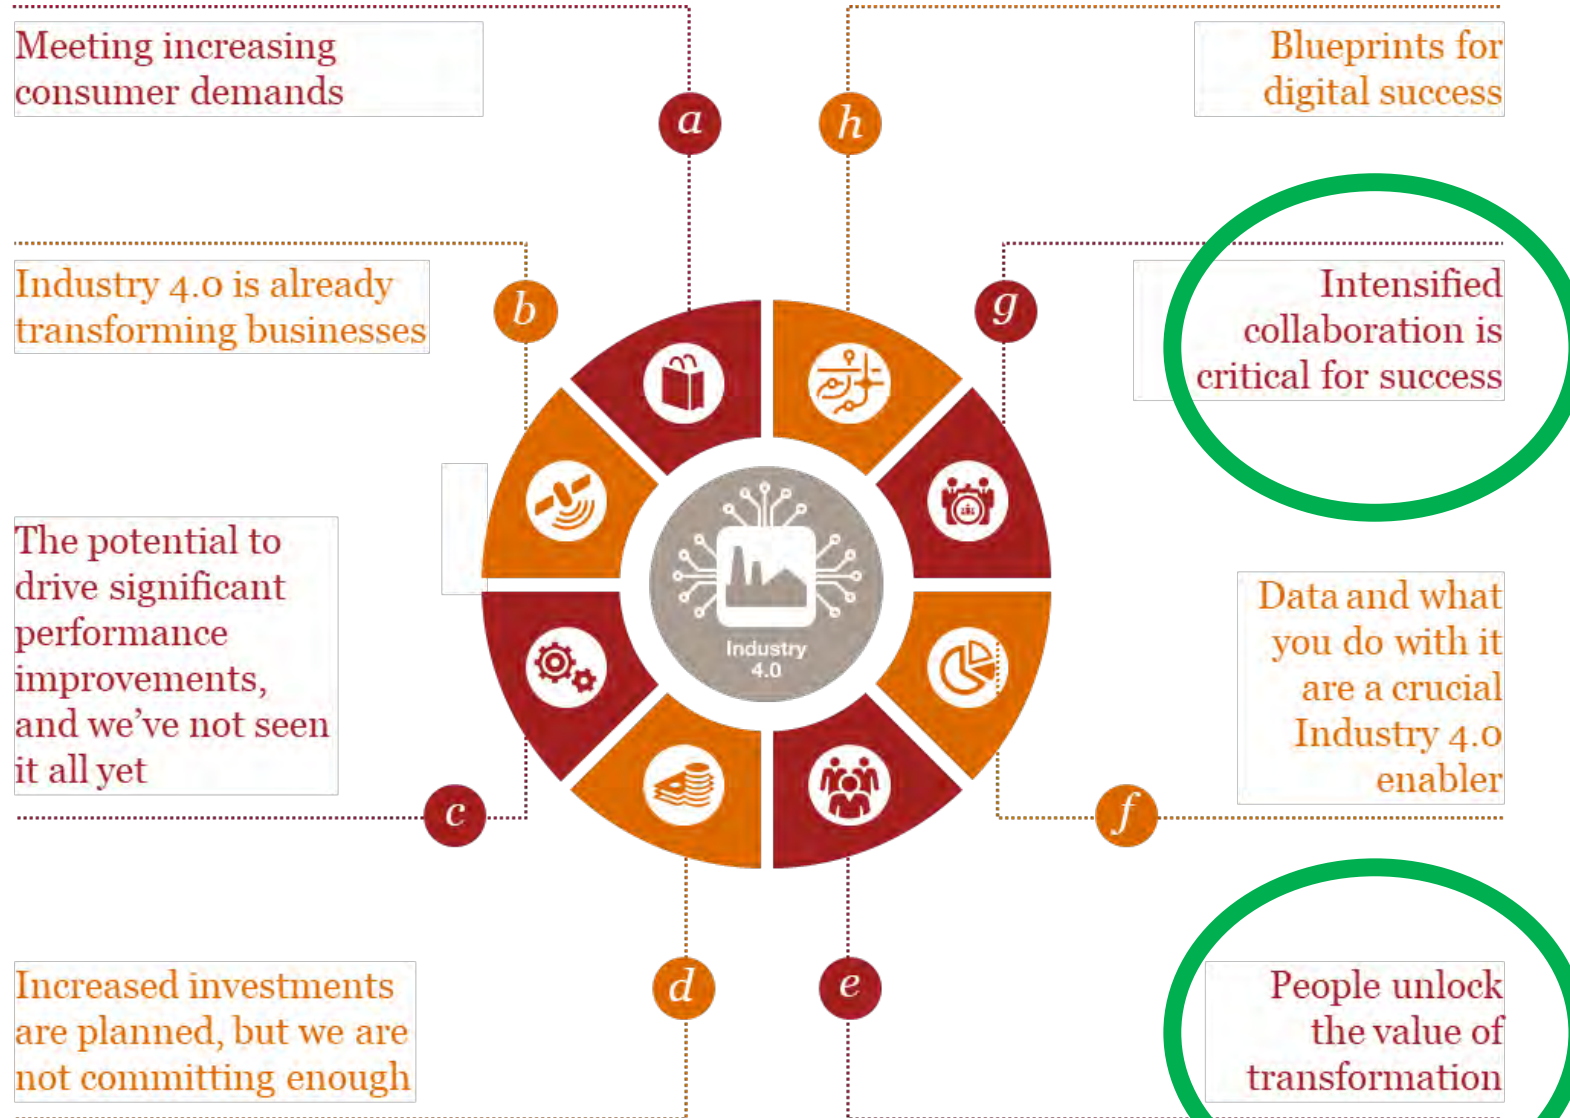 Meeting increasing
consumer demands
a
h
Blueprints for
digital success
Industry 4.0 is already
transforming businesses
b
g
Intensified
collaboration is
critical for success
The potential to
drive significant
performance
improvements,
and we've not seen
it all yet
c
Industry
4.0
Data and what
you do with it
are a crucial
Industry 4.0
enabler
f
Increased investments
are planned, but we are
not committing enough
d
e
People unlock
the value of
transformation